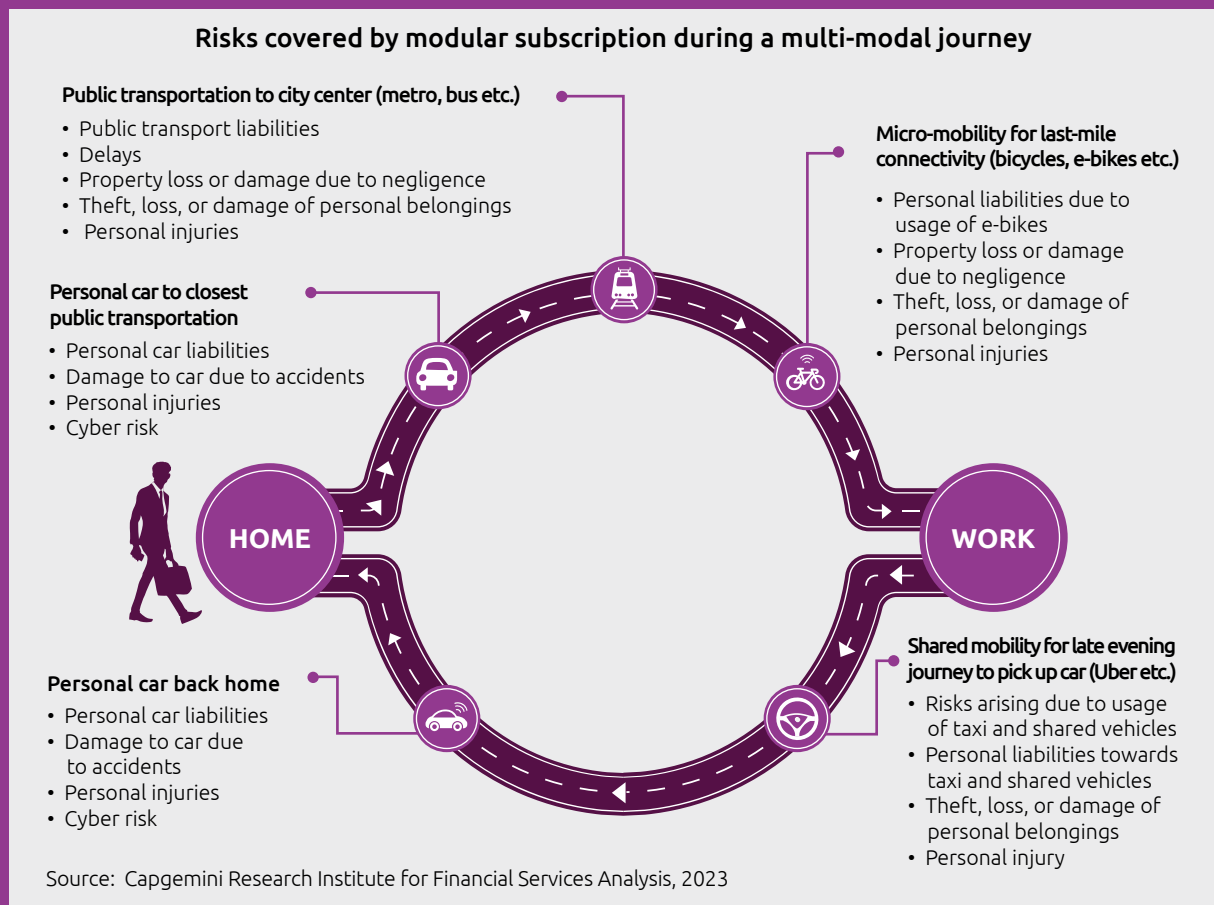 Risks covered by modular subscription during a multi-modal journey
Public transportation to city center (metro, bus etc.)
• Public transport liabilities
• Delays
• Property loss or damage due to negligence
• Theft, loss, or damage of personal belongings
• Personal injuries
Micro-mobility for last-mile
connectivity (bicycles, e-bikes etc.)
• Personal liabilities due to
usage of e-bikes
• Property loss or damage
due to negligence
• Theft, loss, or damage of
personal belongings
• Personal injuries
Personal car to closest
public transportation
• Personal car liabilities
• Damage to car due to accidents
• Personal injuries
• Cyber risk
HOME
WORK
Personal car back home
• Personal car liabilities
• Damage to car due
to accidents
• Personal injuries
• Cyber risk
Shared mobility for late evening
journey to pick up car (Uber etc.)
• Risks arising due to usage
of taxi and shared vehicles
• Personal liabilities towards
taxi and shared vehicles
• Theft, loss, or damage of
personal belongings
• Personal injury
Source: Capgemini Research Institute for Financial Services Analysis, 2023